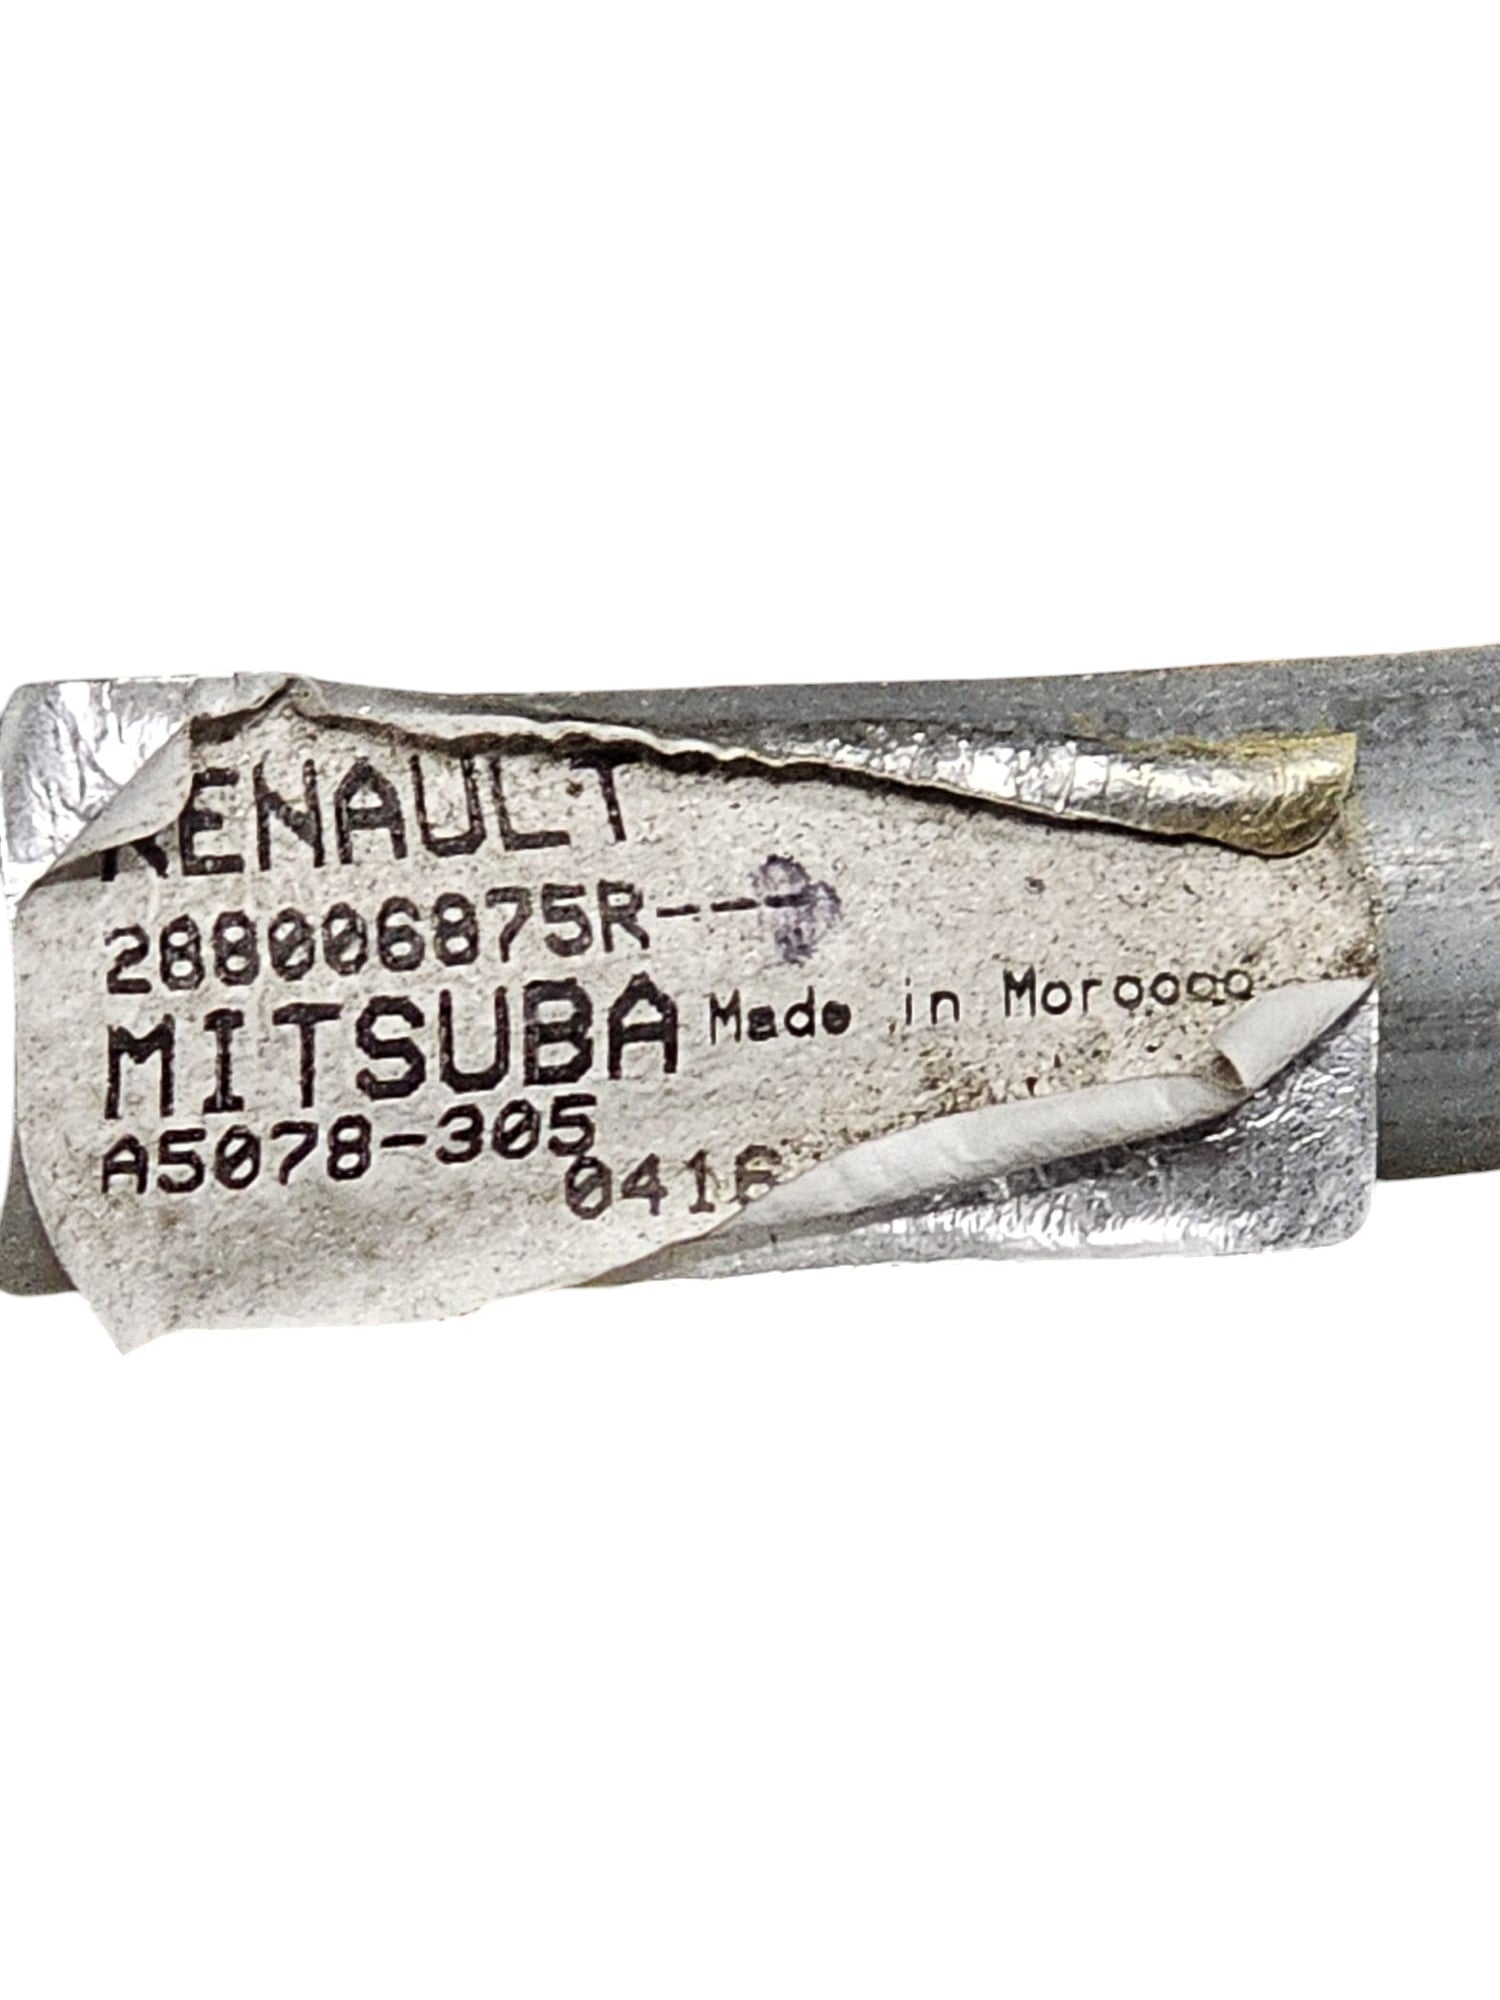 RENAULT
288006875R---
MITSUBA Made in Morocco
A5078-305
0416